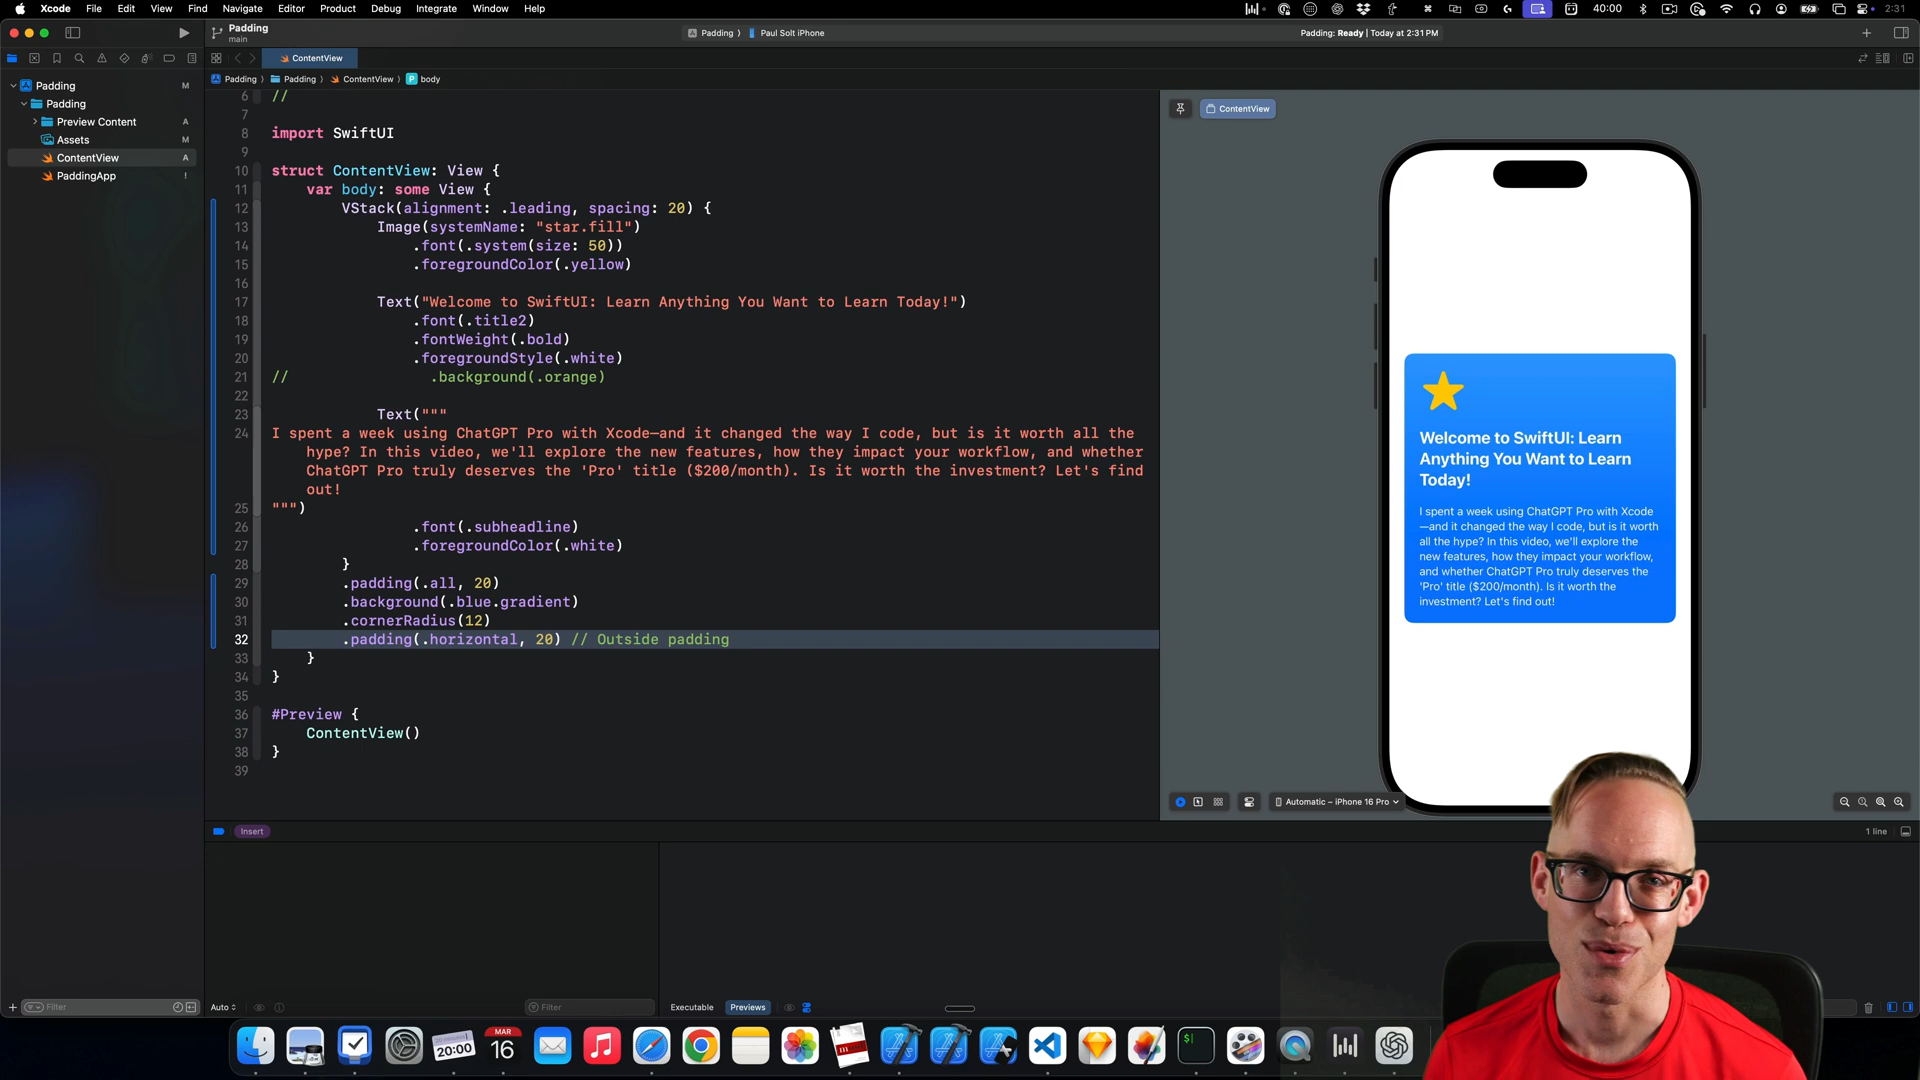 Xcode File Edit View Find Navigate Editor Product Debug Integrate Window Help
40:00
2:31
Padding
main
Padding
Paul Solt iPhone
Padding: Ready | Today at 2:31 PM
ContentView
Padding Padding ContentView P body
Padding M
Padding
Preview Content A
Assets M
ContentView A
PaddingApp !
6 //
7
8 import SwiftUI
9
10 struct ContentView: View {
11 var body: some View {
12 VStack(alignment: .leading, spacing: 20) {
13 Image(systemName: "star.fill")
14 .font(.system(size: 50))
15 .foregroundColor(.yellow)
16
17 Text("Welcome to SwiftUI: Learn Anything You Want to Learn Today!")
18 .font(.title2)
19 .fontWeight(.bold)
20 .foregroundStyle(.white)
21 // .background(.orange)
22
23 Text("""
24 I spent a week using ChatGPT Pro with Xcode—and it changed the way I code, but is it worth all the
hype? In this video, we'll explore the new features, how they impact your workflow, and whether
ChatGPT Pro truly deserves the 'Pro' title ($200/month). Is it worth the investment? Let's find
out!
25 """)
26 .font(.subheadline)
27 .foregroundColor(.white)
28 }
29 .padding(.all, 20)
30 .background(.blue.gradient)
31 .cornerRadius(12)
32 .padding(.horizontal, 20) // Outside padding
33 }
34 }
35
36 #Preview {
37 ContentView()
38 }
39
ContentView
Welcome to SwiftUI: Learn
Anything You Want to Learn
Today!
I spent a week using ChatGPT Pro with Xcode
—and it changed the way I code, but is it worth
all the hype? In this video, we'll explore the
new features, how they impact your workflow,
and whether ChatGPT Pro truly deserves the
'Pro' title ($200/month). Is it worth the
investment? Let's find out!
Automatic – iPhone 16 Pro
Insert
1 line
Filter
Auto
Filter
Executable
Previews
20:00
MAR
16
$